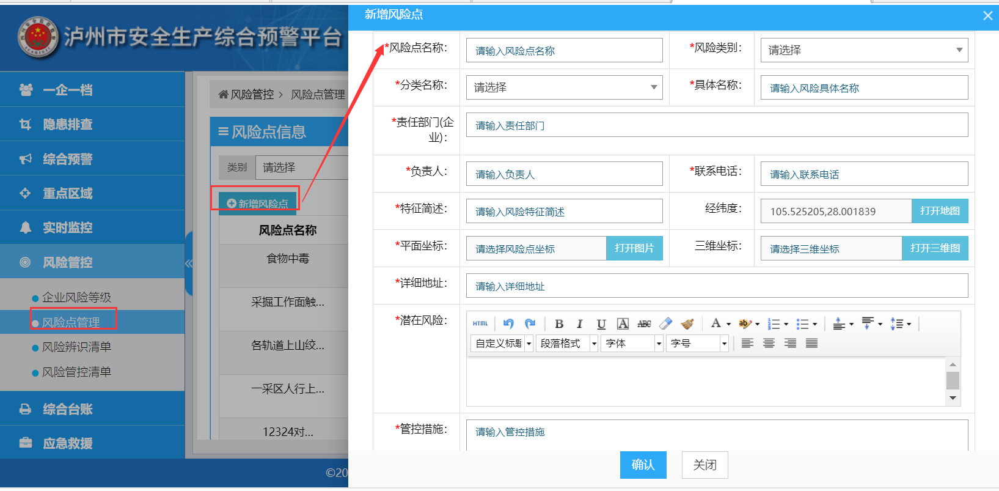 泸州市安全生产综合预警平台
一企一档
隐患排查
综合预警
重点区域
实时监控
风险管控
企业风险等级
风险点管理
风险辨识清单
风险管控清单
综合台账
应急救援
风险管控 > 风险点管理
风险点信息
类别 请选择
新增风险点
风险点名称
食物中毒
采掘工作面触...
各轨道上山绞...
一采区人行上...
12324对...
©20
新增风险点
*风险点名称: 请输入风险点名称 *风险类别: 请选择
*分类名称: 请选择 *具体名称: 请输入风险具体名称
*责任部门(企
业): 请输入责任部门
*负责人: 请输入负责人 *联系电话: 请输入联系电话
*特征简述: 请输入风险特征简述 经纬度: 105.525205,28.001839 打开地图
*平面坐标: 请选择风险点坐标 打开图片 三维坐标: 请选择三维坐标 打开三维图
*详细地址: 请输入详细地址
*潜在风险: HTML B I U A ABC A ab
自定义标题 段落格式 字体 字号
*管控措施: 请输入管控措施
确认 关闭